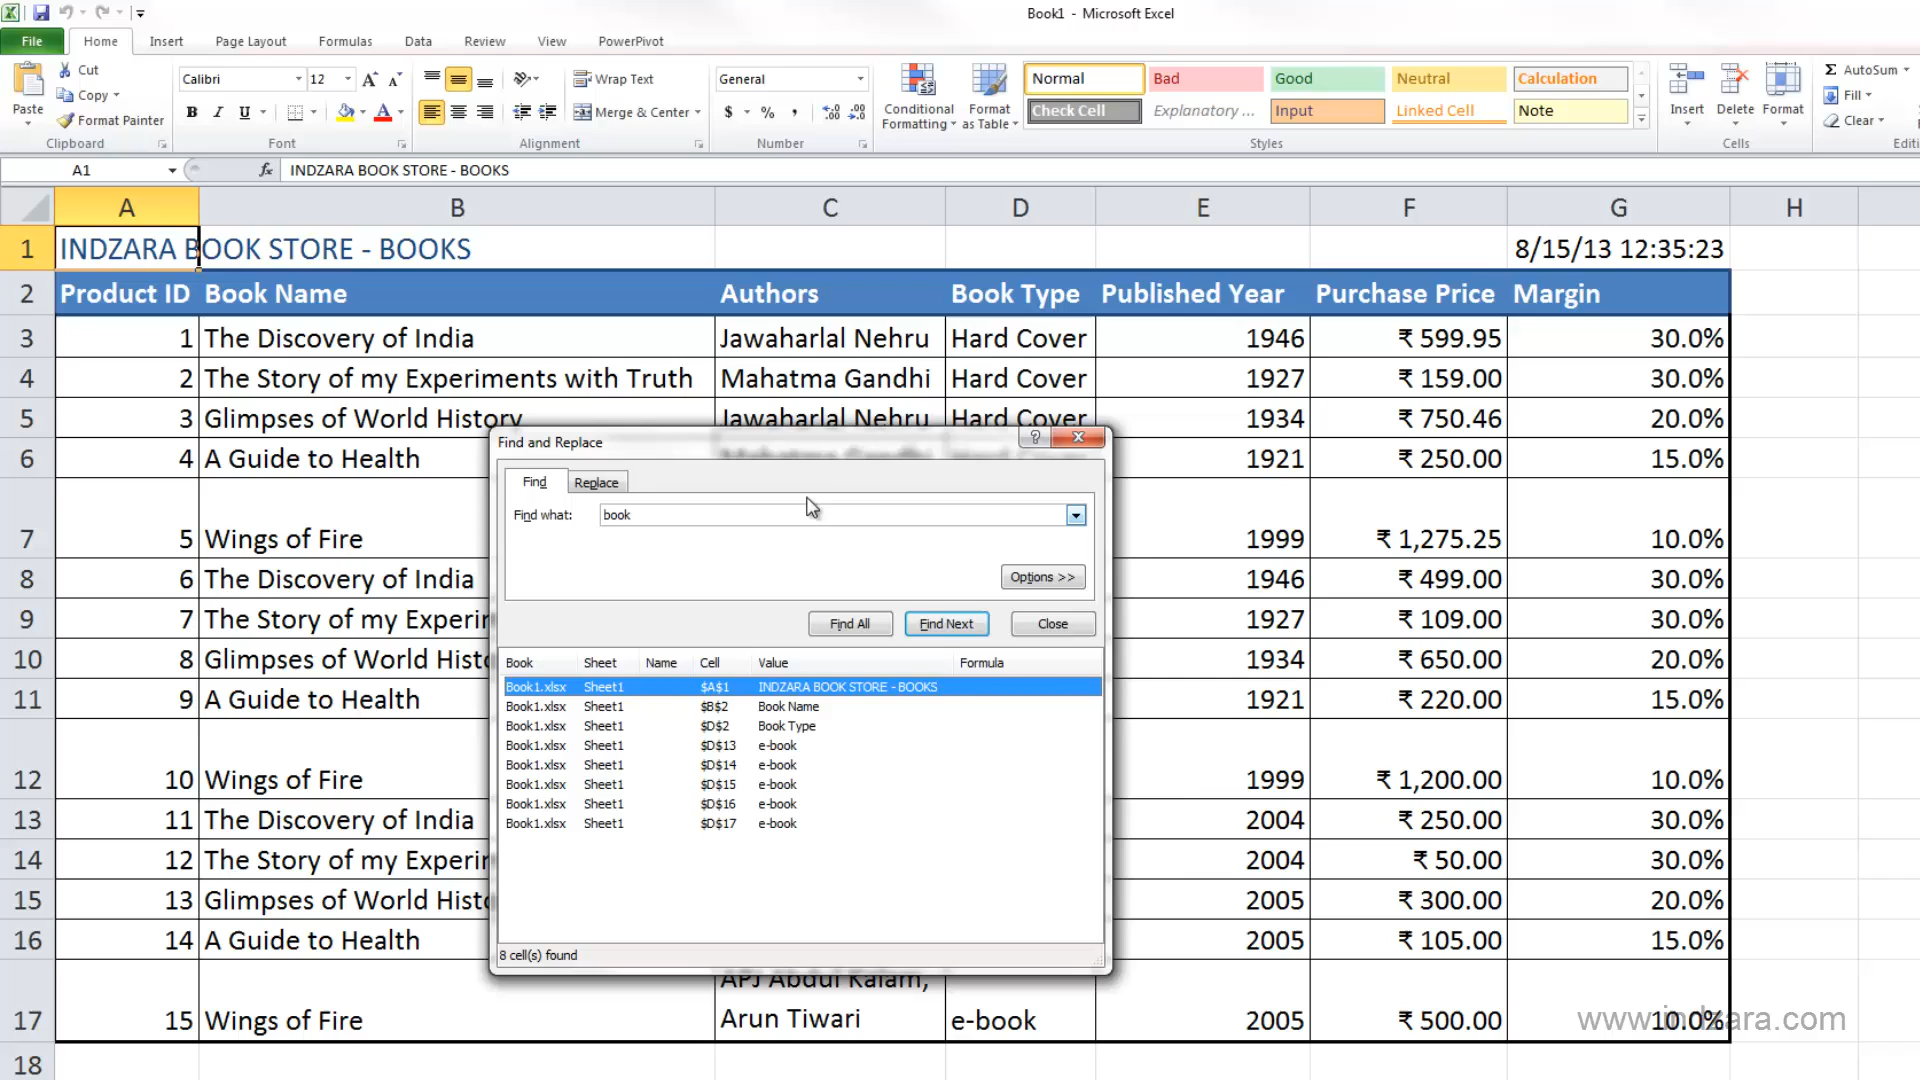 Book1 - Microsoft Excel
File Home Insert Page Layout Formulas Data Review View PowerPivot
Paste
Cut
Copy
Format Painter
Clipboard
Calibri 12
B I U
Font
Wrap Text
Merge & Center
Alignment
General
$ % ,
Number
Conditional Formatting
Format as Table
Normal Bad Good Neutral Calculation
Check Cell Explanatory ... Input Linked Cell Note
Styles
Insert Delete Format
Cells
Σ AutoSum
Fill
Clear
Editi
A1 fx INDZARA BOOK STORE - BOOKS
A B C D E F G H
1 INDZARA BOOK STORE - BOOKS 8/15/13 12:35:23
2 Product ID Book Name Authors Book Type Published Year Purchase Price Margin
3 1 The Discovery of India Jawaharlal Nehru Hard Cover 1946 ₹ 599.95 30.0%
4 2 The Story of my Experiments with Truth Mahatma Gandhi Hard Cover 1927 ₹ 159.00 30.0%
5 3 Glimpses of World History Jawaharlal Nehru Hard Cover 1934 ₹ 750.46 20.0%
6 4 A Guide to Health 1921 ₹ 250.00 15.0%
7 5 Wings of Fire 1999 ₹ 1,275.25 10.0%
8 6 The Discovery of India 1946 ₹ 499.00 30.0%
9 7 The Story of my Experir 1927 ₹ 109.00 30.0%
10 8 Glimpses of World Histo 1934 ₹ 650.00 20.0%
11 9 A Guide to Health 1921 ₹ 220.00 15.0%
12 10 Wings of Fire 1999 ₹ 1,200.00 10.0%
13 11 The Discovery of India 2004 ₹ 250.00 30.0%
14 12 The Story of my Experir 2004 ₹ 50.00 30.0%
15 13 Glimpses of World Histo 2005 ₹ 300.00 20.0%
16 14 A Guide to Health 2005 ₹ 105.00 15.0%
APJ Abdul Kalam,
17 15 Wings of Fire Arun Tiwari e-book 2005 ₹ 500.00 10.0%
18
Find and Replace ?
Find Replace
Find what: book
Options >>
Find All Find Next Close
Book Sheet Name Cell Value Formula
Book1.xlsx Sheet1 $A$1 INDZARA BOOK STORE - BOOKS
Book1.xlsx Sheet1 $B$2 Book Name
Book1.xlsx Sheet1 $D$2 Book Type
Book1.xlsx Sheet1 $D$13 e-book
Book1.xlsx Sheet1 $D$14 e-book
Book1.xlsx Sheet1 $D$15 e-book
Book1.xlsx Sheet1 $D$16 e-book
Book1.xlsx Sheet1 $D$17 e-book
8 cell(s) found
www.indzara.com